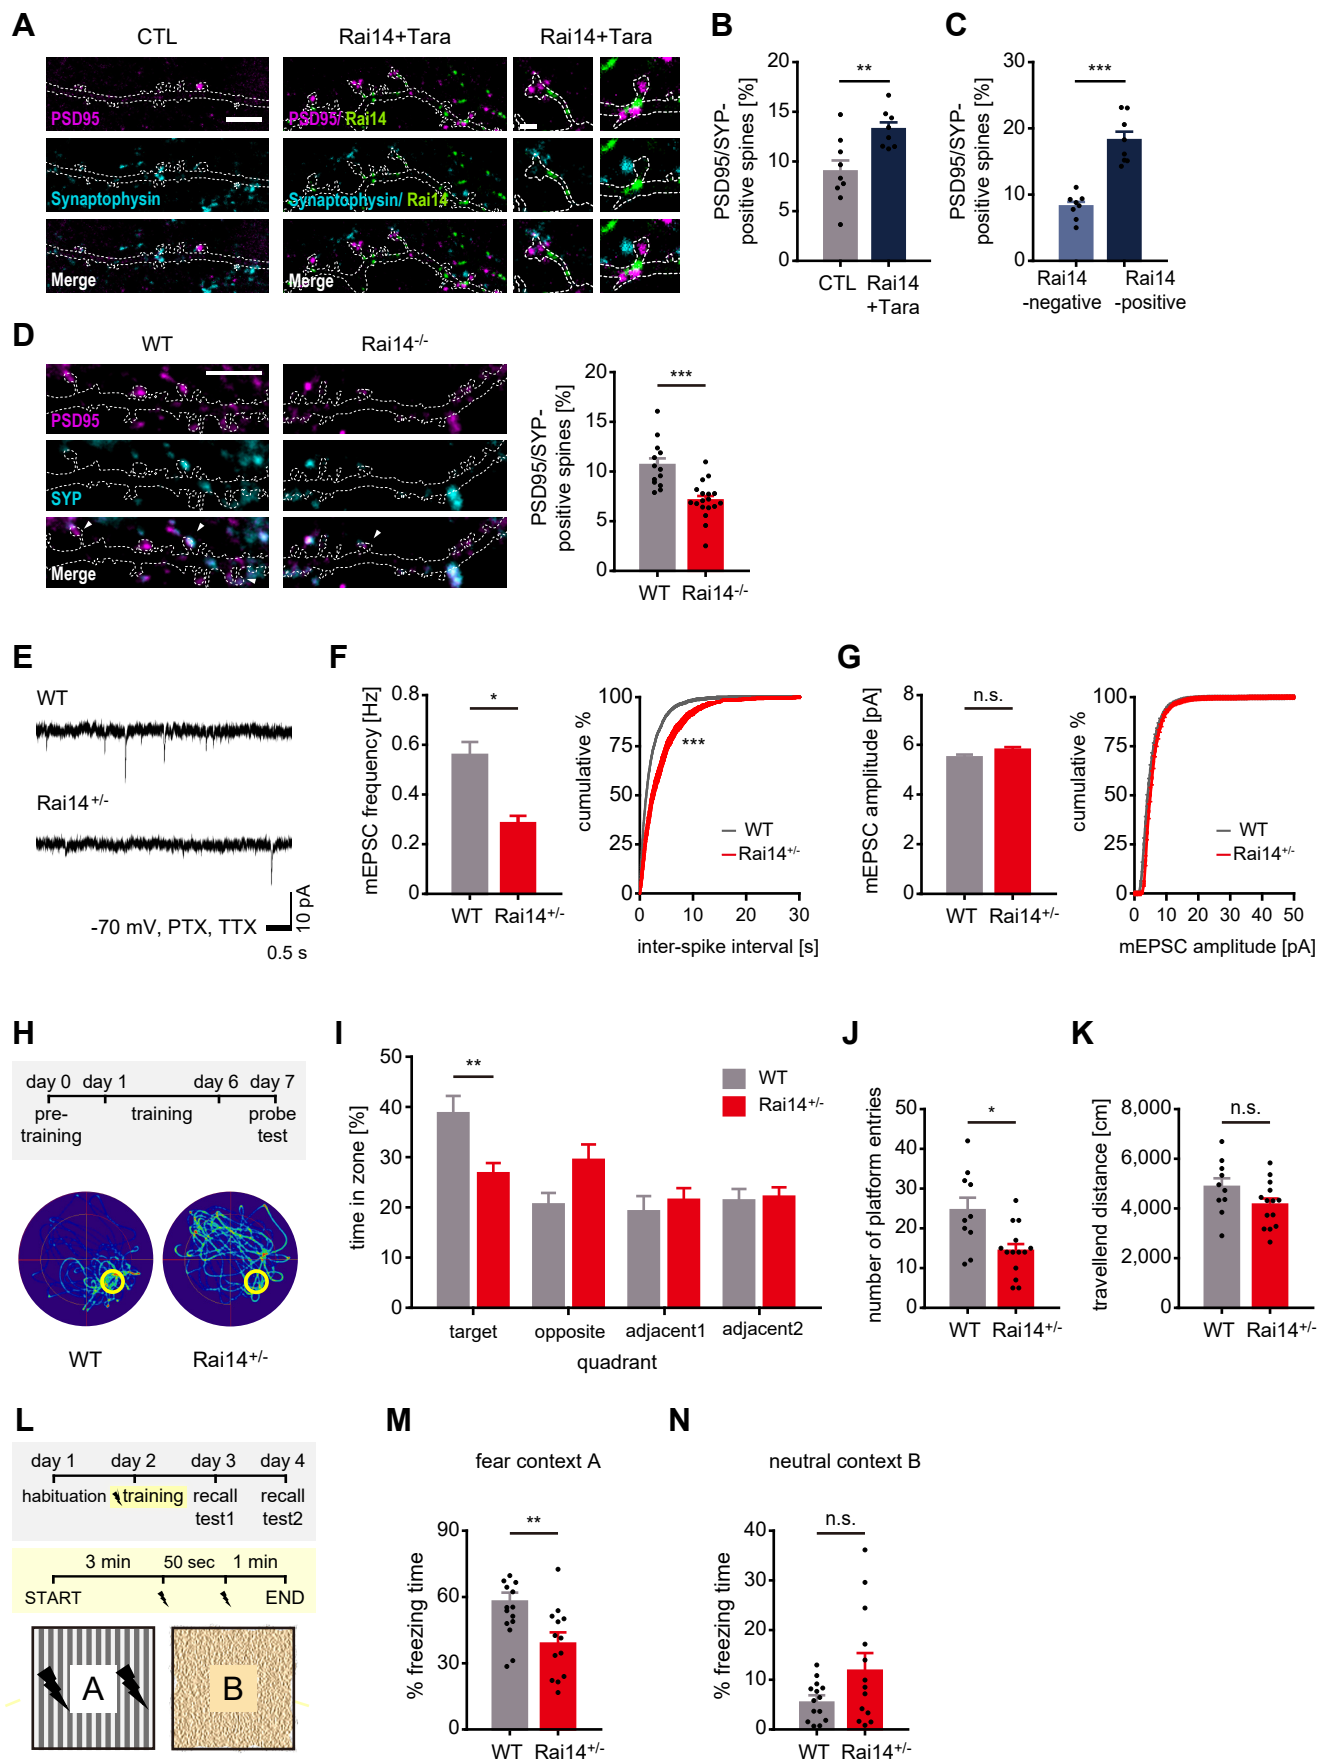 A
CTL
Rai14+Tara
Rai14+Tara
PSD95
PSD95/ Rai14
Synaptophysin
Synaptophysin/ Rai14
Merge
Merge
B
PSD95/SYP-
positive spines [%]
20
15
10
5
0
**
CTL Rai14
+Tara
C
PSD95/SYP-
positive spines [%]
30
20
10
0
***
Rai14 Rai14
-negative -positive
D
WT
Rai14-/-
PSD95
SYP
Merge
PSD95/SYP-
positive spines [%]
20
15
10
5
0
***
WT Rai14-/-
E
WT
Rai14+/-
-70 mV, PTX, TTX
10 pA
0.5 s
F
mEPSC frequency [Hz]
0.8
0.6
0.4
0.2
0
*
WT Rai14+/-
cumulative %
100
75
50
25
0
***
WT
Rai14+/-
0 10 20 30
inter-spike interval [s]
G
mEPSC amplitude [pA]
8
6
4
2
0
n.s.
WT Rai14+/-
cumulative %
100
75
50
25
0
WT
Rai14+/-
0 10 20 30 40 50
mEPSC amplitude [pA]
H
day 0 day 1 day 6 day 7
pre- training probe
training test
WT Rai14+/-
I
time in zone [%]
50
40
30
20
10
0
**
WT
Rai14+/-
target opposite adjacent1 adjacent2
quadrant
J
number of platform entries
50
40
30
20
10
0
*
WT Rai14+/-
K
travellend distance [cm]
8,000
6,000
4,000
2,000
0
n.s.
WT Rai14+/-
L
day 1 day 2 day 3 day 4
habituation training recall recall
test1 test2
3 min 50 sec 1 min
START END
A
B
M
fear context A
% freezing time
90
60
30
0
**
WT Rai14+/-
N
neutral context B
% freezing time
40
30
20
10
0
n.s.
WT Rai14+/-